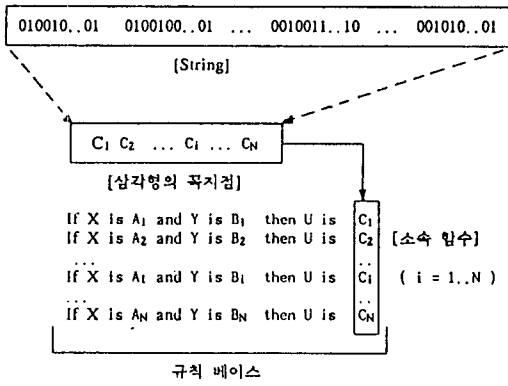 010010..01 0100100..01 ... 0010011..10 ... 001010..01
[String]
C1 C2 ... Ci ... CN
[삼각형의 꼭지점]
If X is A1 and Y is B1 then U is C1
If X is A2 and Y is B2 then U is C2 [소속 함수]
... ..
If X is Ai and Y is Bi then U is Ci ( i = 1..N )
... ..
If X is AN and Y is BN then U is CN
규칙 베이스